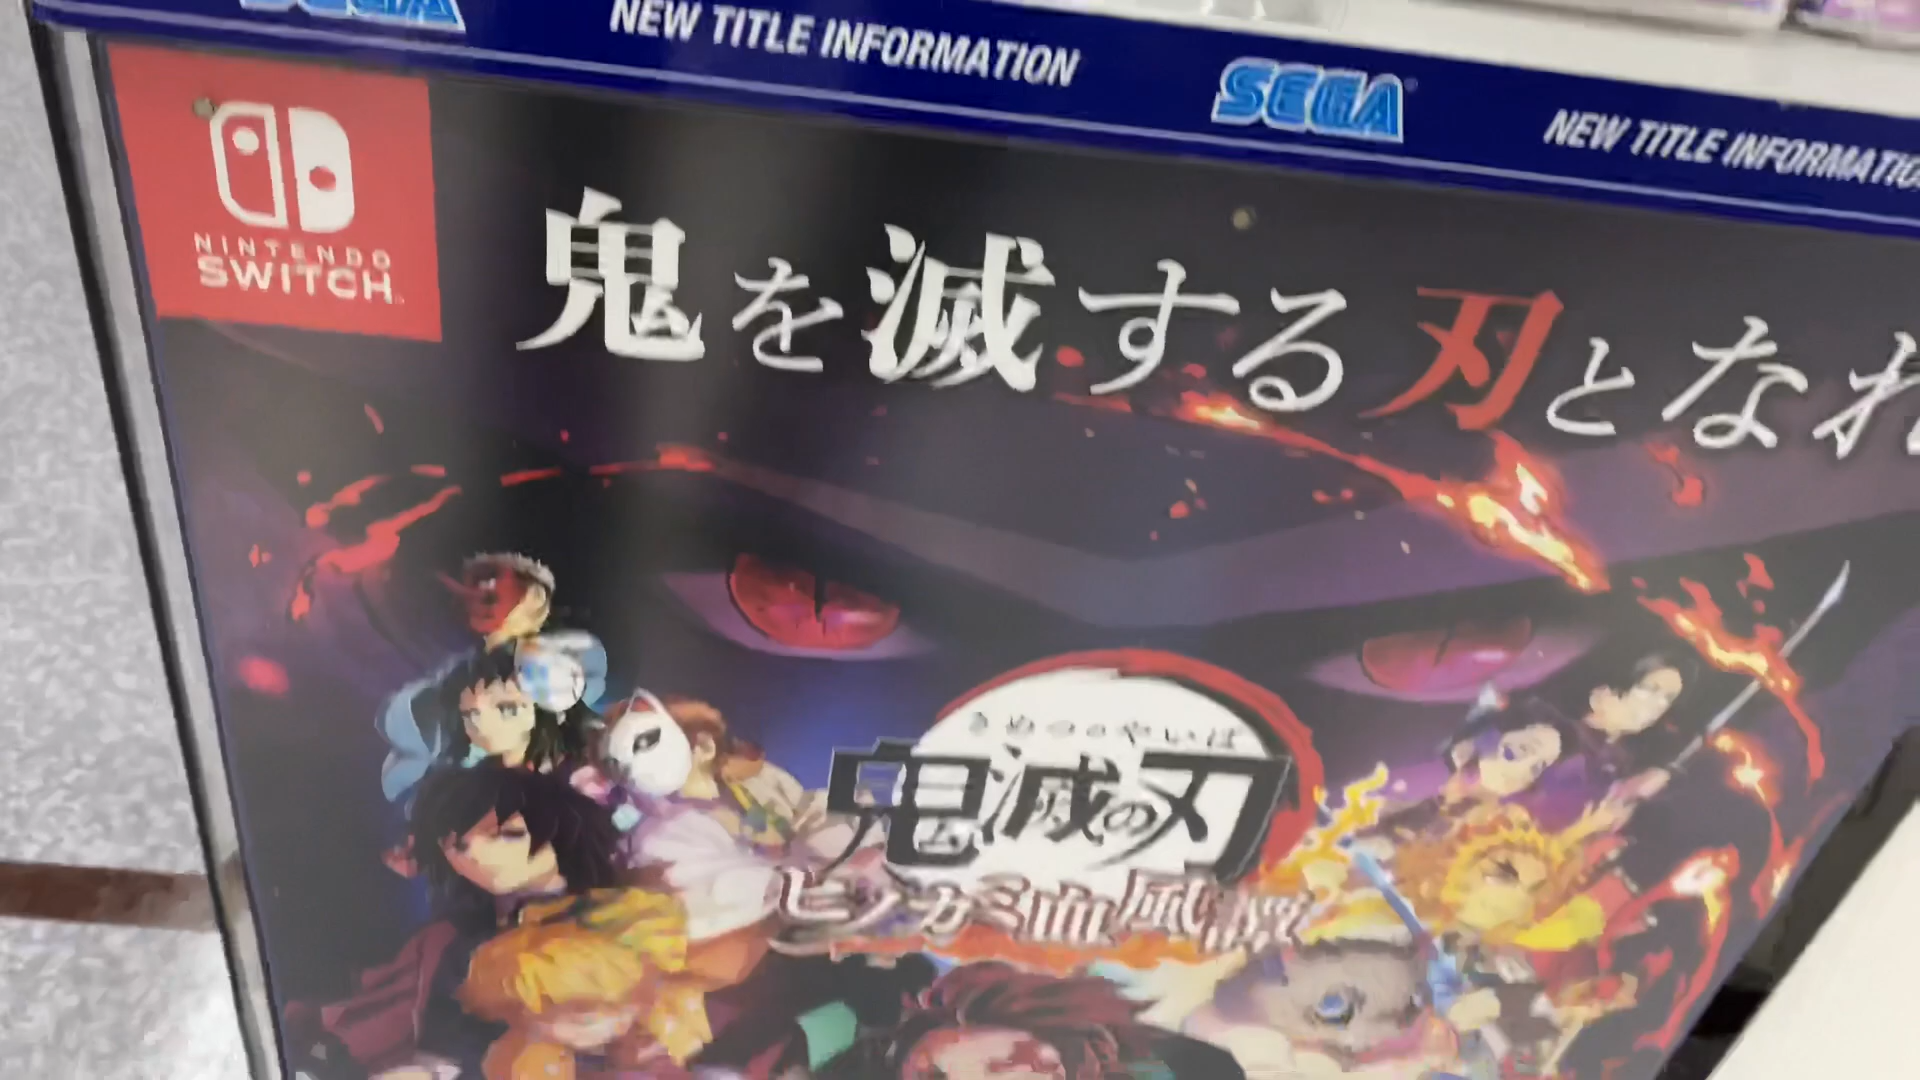 SEGA NEW TITLE INFORMATION SEGA NEW TITLE INFORMATIO
NINTENDO
SWITCH
鬼を滅する刃となれ
きめつのやいば
鬼滅の刃
ヒノカミ血風譚